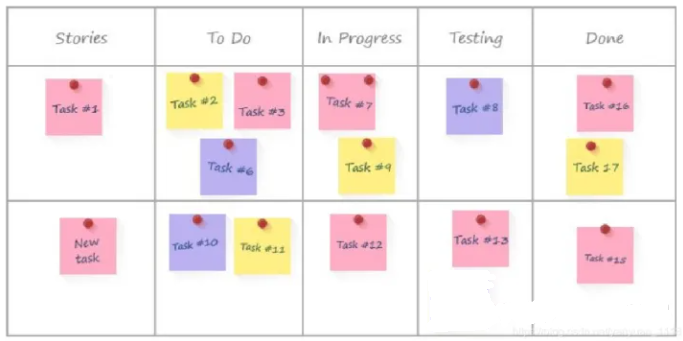 Stories
To Do
In Progress
Testing
Done
Task #1
Task #2
Task #3
Task #6
Task #7
Task #9
Task #8
Task #16
Task 17
New
task
Task #10
Task #11
Task #12
Task #13
Task #15